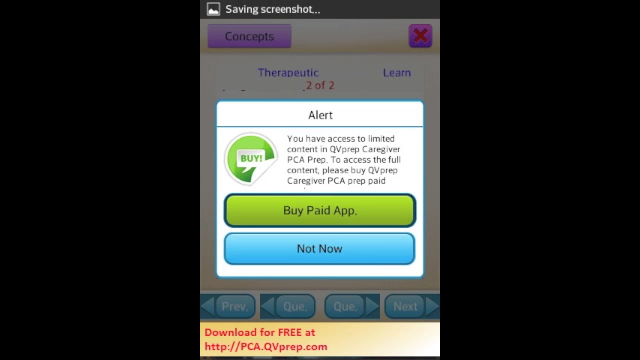 Saving screenshot...
Concepts
Therapeutic Learn
2 of 2
Alert
BUY!
You have access to limited
content in QVprep Caregiver
PCA Prep. To access the full
content, please buy QVprep
Caregiver PCA prep paid
Buy Paid App.
Not Now
Prev. Que. Que. Next
Download for FREE at
http://PCA.QVprep.com